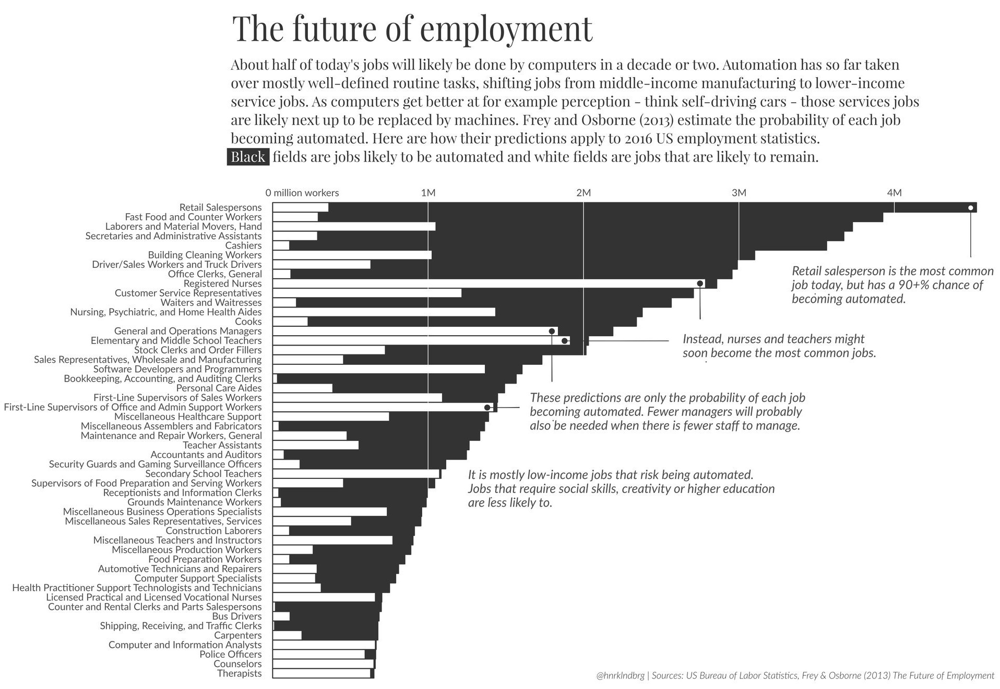 The future of employment
About half of today's jobs will likely be done by computers in a decade or two. Automation has so far taken
over mostly well-defined routine tasks, shifting jobs from middle-income manufacturing to lower-income
service jobs. As computers get better at for example perception - think self-driving cars - those services jobs
are likely next up to be replaced by machines. Frey and Osborne (2013) estimate the probability of each job
becoming automated. Here are how their predictions apply to 2016 US employment statistics.
Black fields are jobs likely to be automated and white fields are jobs that are likely to remain.
0 million workers 1M 2M 3M 4M
Retail Salespersons
Fast Food and Counter Workers
Laborers and Material Movers, Hand
Secretaries and Administrative Assistants
Cashiers
Building Cleaning Workers
Driver/Sales Workers and Truck Drivers
Office Clerks, General
Registered Nurses
Customer Service Representatives
Waiters and Waitresses
Nursing, Psychiatric, and Home Health Aides
Cooks
General and Operations Managers
Elementary and Middle School Teachers
Stock Clerks and Order Fillers
Sales Representatives, Wholesale and Manufacturing
Software Developers and Programmers
Bookkeeping, Accounting, and Auditing Clerks
Personal Care Aides
First-Line Supervisors of Sales Workers
First-Line Supervisors of Office and Admin Support Workers
Miscellaneous Healthcare Support
Miscellaneous Assemblers and Fabricators
Maintenance and Repair Workers, General
Teacher Assistants
Accountants and Auditors
Security Guards and Gaming Surveillance Officers
Secondary School Teachers
Supervisors of Food Preparation and Serving Workers
Receptionists and Information Clerks
Grounds Maintenance Workers
Miscellaneous Business Operations Specialists
Miscellaneous Sales Representatives, Services
Construction Laborers
Miscellaneous Teachers and Instructors
Miscellaneous Production Workers
Food Preparation Workers
Automotive Technicians and Repairers
Computer Support Specialists
Health Practitioner Support Technologists and Technicians
Licensed Practical and Licensed Vocational Nurses
Counter and Rental Clerks and Parts Salespersons
Bus Drivers
Shipping, Receiving, and Traffic Clerks
Carpenters
Computer and Information Analysts
Police Officers
Counselors
Therapists
Retail salesperson is the most common
job today, but has a 90+% chance of
becoming automated.
Instead, nurses and teachers might
soon become the most common jobs.
These predictions are only the probability of each job
becoming automated. Fewer managers will probably
also be needed when there is fewer staff to manage.
It is mostly low-income jobs that risk being automated.
Jobs that require social skills, creativity or higher education
are less likely to.
@hnrklndbrg | Sources: US Bureau of Labor Statistics, Frey & Osborne (2013) The Future of Employment